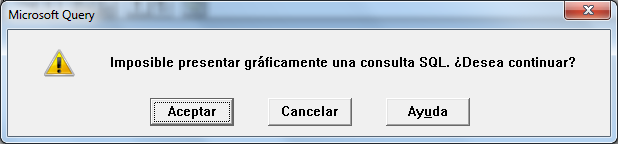 Microsoft Query
Imposible presentar gráficamente una consulta SQL. ¿Desea continuar?
Aceptar
Cancelar
Ayuda